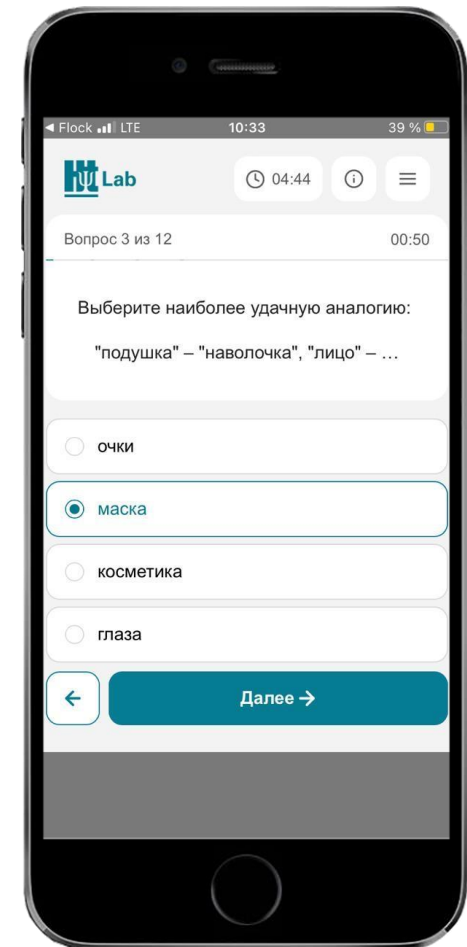 ◄ Flock LTE 10:33 39 %
Lab 04:44
Вопрос 3 из 12 00:50
Выберите наиболее удачную аналогию:
"подушка" – "наволочка", "лицо" – …
очки
маска
косметика
глаза
Далее →